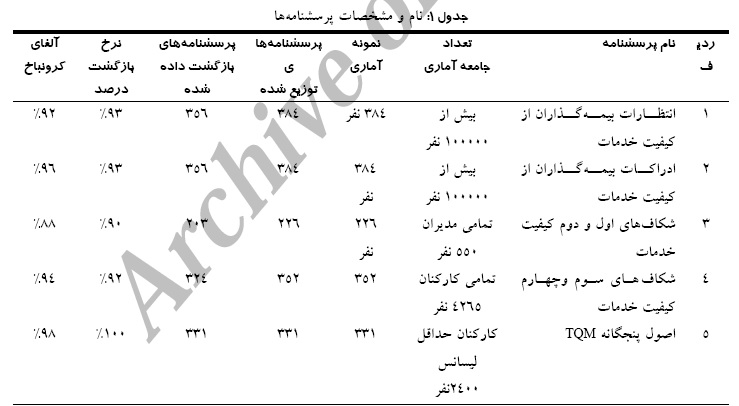 جدول ۱: نام و مشخصات پرسشنامه‌ها
ردیف نام پرسشنامه تعداد جامعه آماری نمونه آماری پرسشنامه‌های توزیع شده پرسشنامه‌های بازگشت داده شده نرخ بازگشت درصد آلفای کرونباخ
۱ انتظارات بیمه‌گذاران از کیفیت خدمات بیش از ۱۰۰۰۰۰ نفر ۳۸٤ نفر ۳۸٤ ۳۵٦ ٪۹۳ ٪۹۲
۲ ادراکات بیمه‌گذاران از کیفیت خدمات بیش از ۱۰۰۰۰۰ نفر ۳۸٤ نفر ۳۸٤ ۳۵٦ ٪۹۳ ٪۹٦
۳ شکاف‌های اول و دوم کیفیت خدمات تمامی مدیران ۵۵۰ نفر ۲۲٦ نفر ۲۲٦ ۲۰۳ ٪۹۰ ٪۸۸
٤ شکاف‌های سوم وچهارم کیفیت خدمات تمامی کارکنان ٤۲٦۵ نفر ۳۵۲ ۳۵۲ ۳۲٤ ٪۹۲ ٪۹٤
۵ اصول پنجگانه TQM کارکنان حداقل لیسانس ۲٤۰۰نفر ۳۳۱ ۳۳۱ ۳۳۱ ٪۱۰۰ ٪۹۸
Archive of